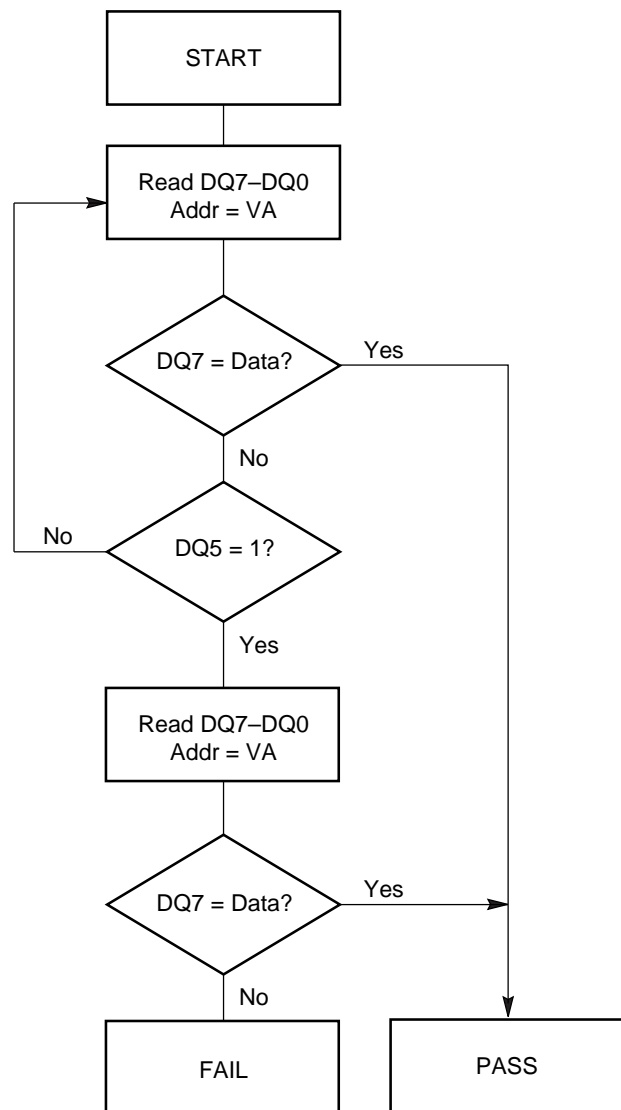 START
Read DQ7–DQ0
Addr = VA
DQ7 = Data?
Yes
No
No
DQ5 = 1?
Yes
Read DQ7–DQ0
Addr = VA
DQ7 = Data?
Yes
No
FAIL
PASS